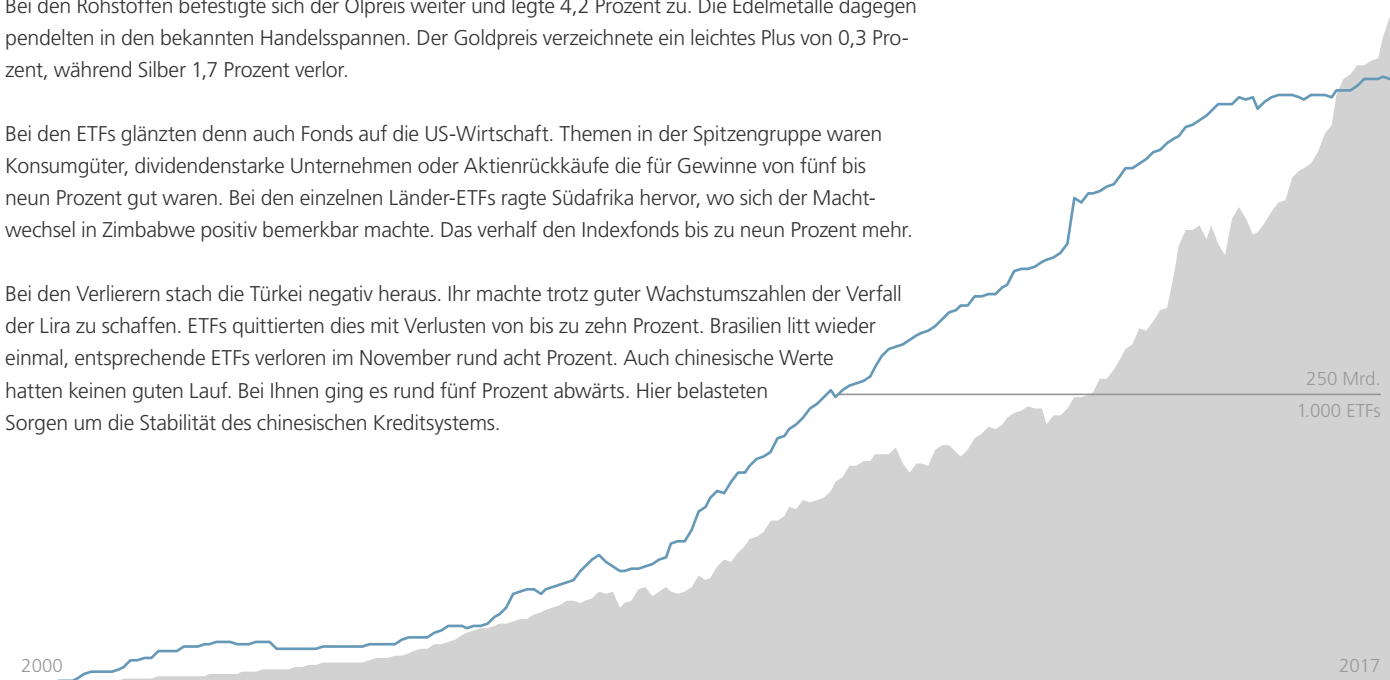 Bei den Rohstoffen befestigte sich der Ölpreis weiter und legte 4,2 Prozent zu. Die Edelmetalle dagegen
pendelten in den bekannten Handelsspannen. Der Goldpreis verzeichnete ein leichtes Plus von 0,3 Pro-
zent, während Silber 1,7 Prozent verlor.
Bei den ETFs glänzten denn auch Fonds auf die US-Wirtschaft. Themen in der Spitzengruppe waren
Konsumgüter, dividendenstarke Unternehmen oder Aktienrückkäufe die für Gewinne von fünf bis
neun Prozent gut waren. Bei den einzelnen Länder-ETFs ragte Südafrika hervor, wo sich der Macht-
wechsel in Zimbabwe positiv bemerkbar machte. Das verhalf den Indexfonds bis zu neun Prozent mehr.
Bei den Verlierern stach die Türkei negativ heraus. Ihr machte trotz guter Wachstumszahlen der Verfall
der Lira zu schaffen. ETFs quittierten dies mit Verlusten von bis zu zehn Prozent. Brasilien litt wieder
einmal, entsprechende ETFs verloren im November rund acht Prozent. Auch chinesische Werte
hatten keinen guten Lauf. Bei Ihnen ging es rund fünf Prozent abwärts. Hier belasteten
Sorgen um die Stabilität des chinesischen Kreditsystems.
250 Mrd.
1.000 ETFs
2000
2017